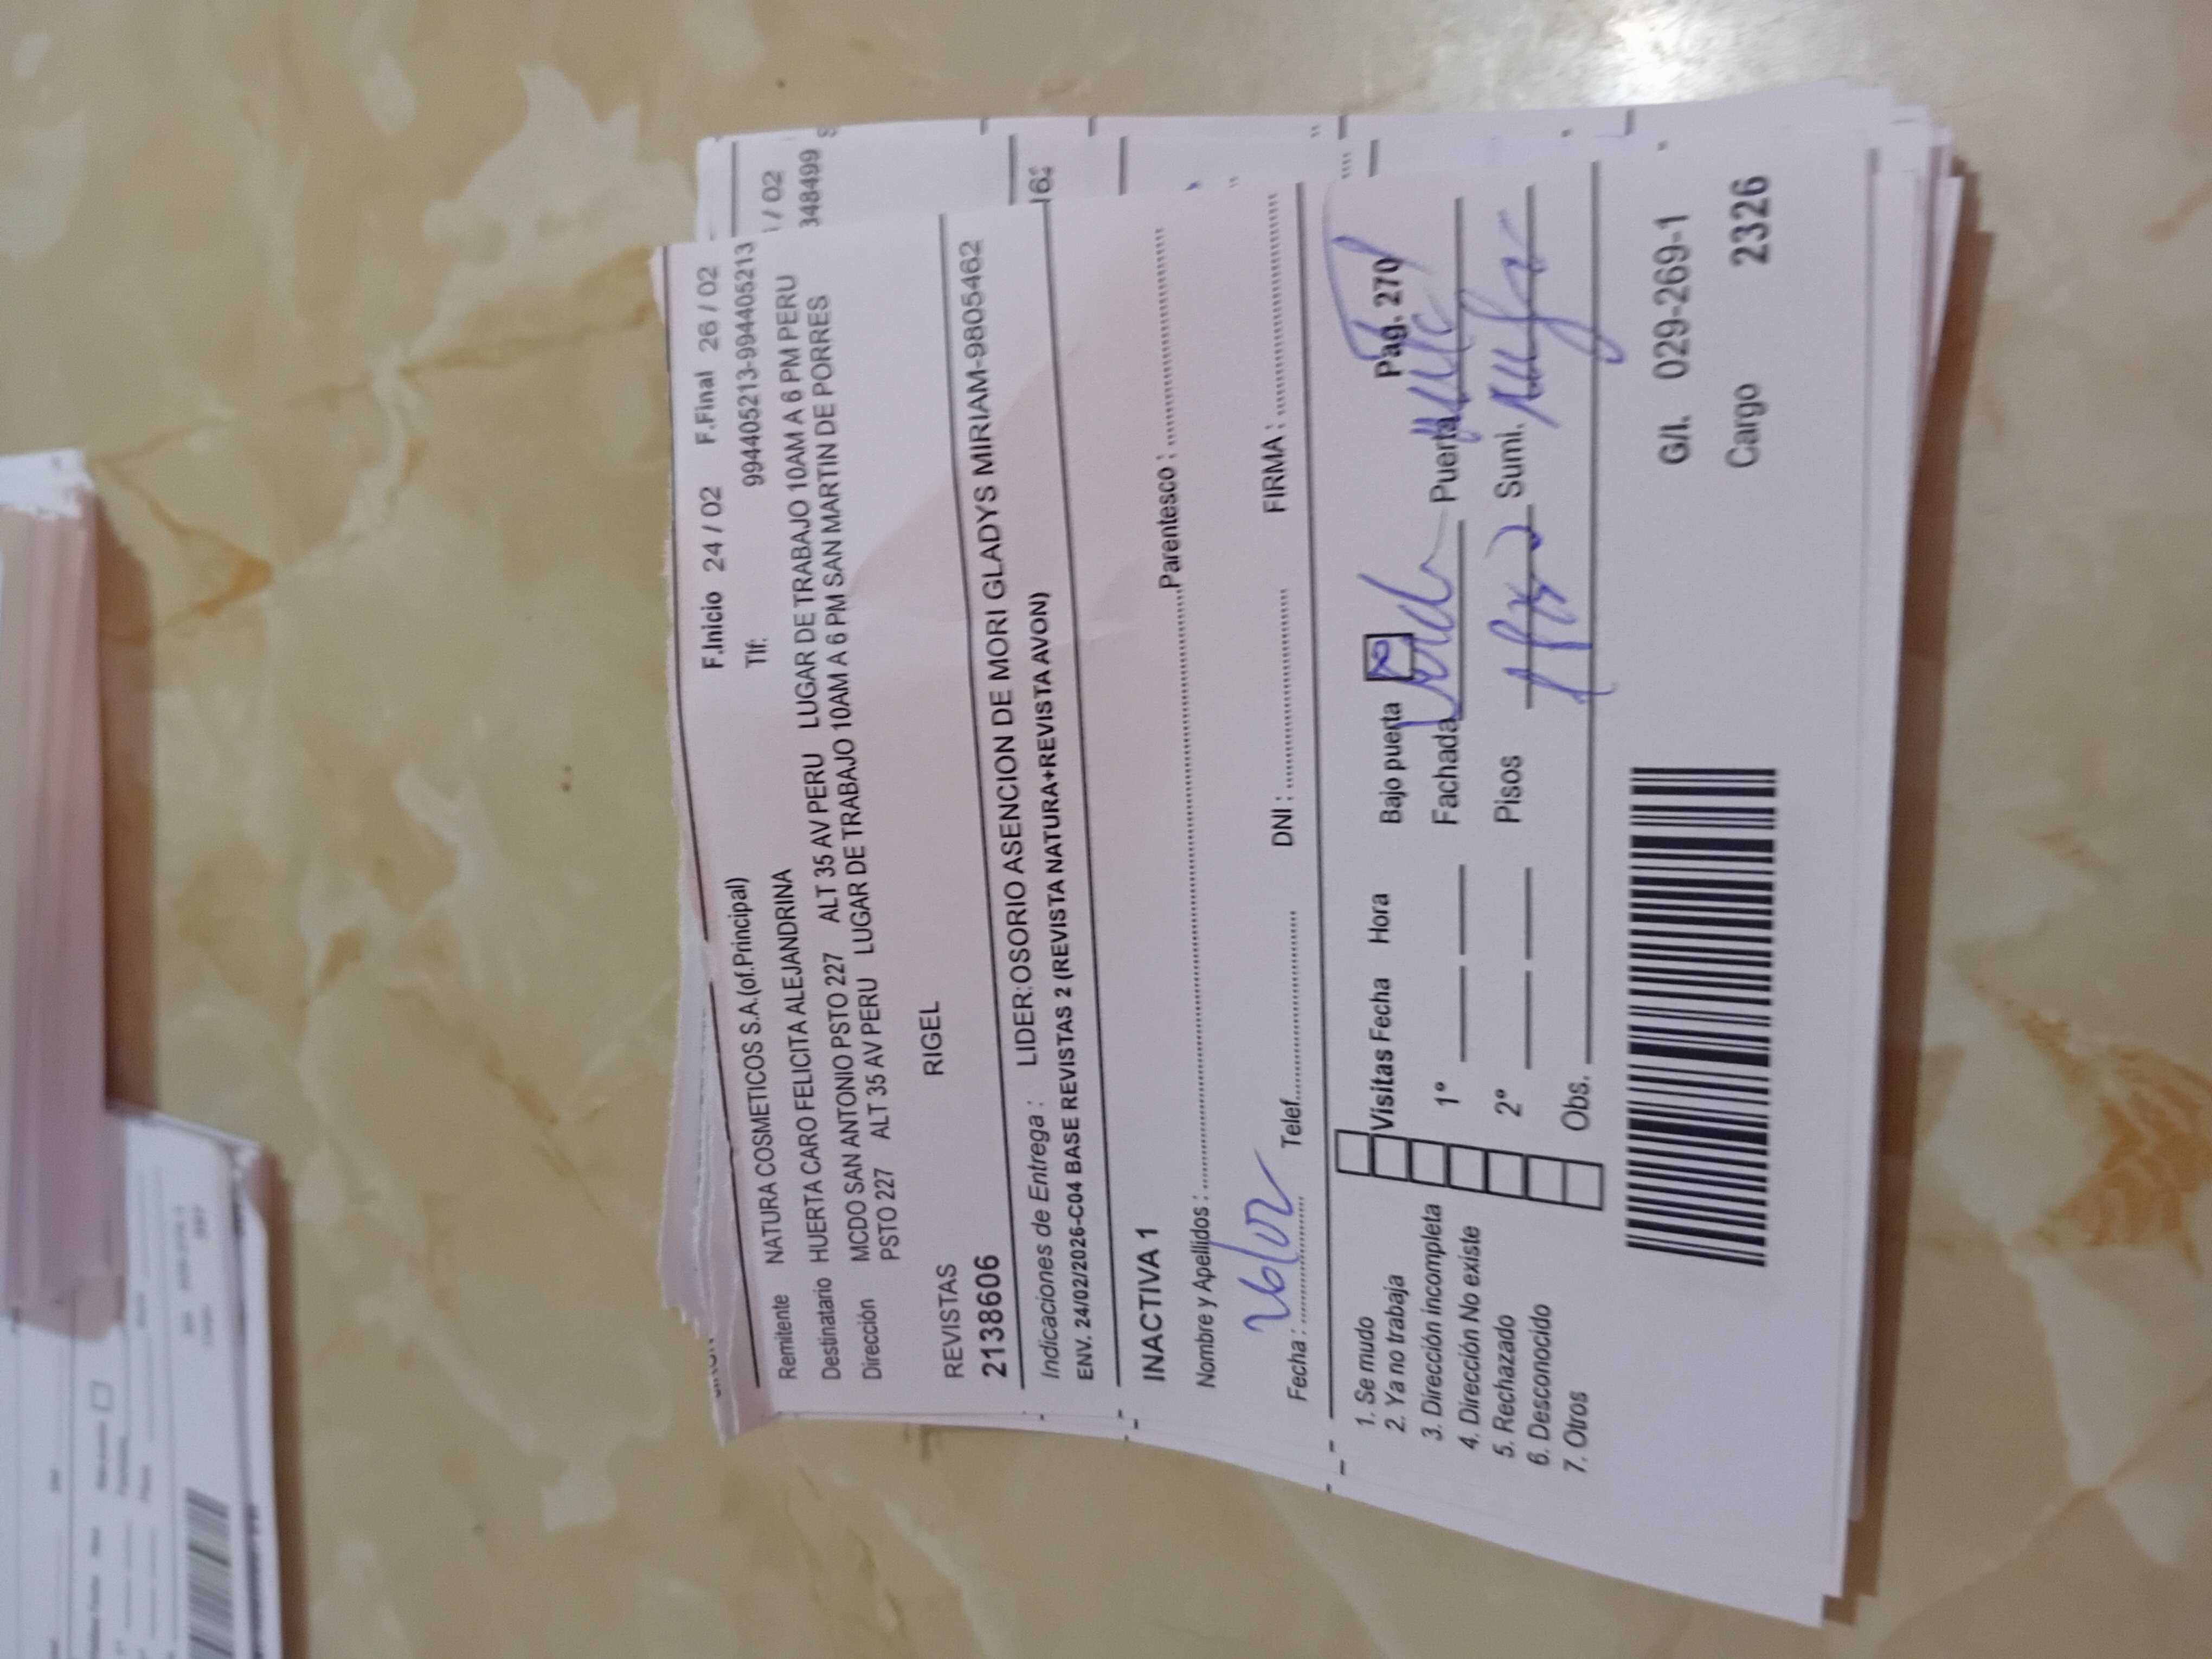 F.Inicio 24 / 02 F.Final 26 / 02
Remitente NATURA COSMETICOS S.A.(of.Principal) Tlf: 994405213-994405213
Destinatario HUERTA CARO FELICITA ALEJANDRINA
Dirección MCDO SAN ANTONIO PSTO 227 ALT 35 AV PERU LUGAR DE TRABAJO 10AM A 6 PM PERU
PSTO 227 ALT 35 AV PERU LUGAR DE TRABAJO 10AM A 6 PM SAN MARTIN DE PORRES
REVISTAS RIGEL
2138606
Indicaciones de Entrega : LIDER:OSORIO ASENCION DE MORI GLADYS MIRIAM-9805462
ENV. 24/02/2026-C04 BASE REVISTAS 2 (REVISTA NATURA+REVISTA AVON)
INACTIVA 1
Nombre y Apellidos : Parentesco :
Fecha : 26/02 Telef. DNI : FIRMA :
1. Se mudo
2. Ya no trabaja
3. Dirección incompleta
4. Dirección No existe
5. Rechazado
6. Desconocido
7. Otros
Visitas Fecha Hora Bajo puerta Pag. 270
1° Fachada Puerta
2° Pisos Sumi.
Obs.
G/I. 029-269-1
Cargo 2326
/ 02
348499